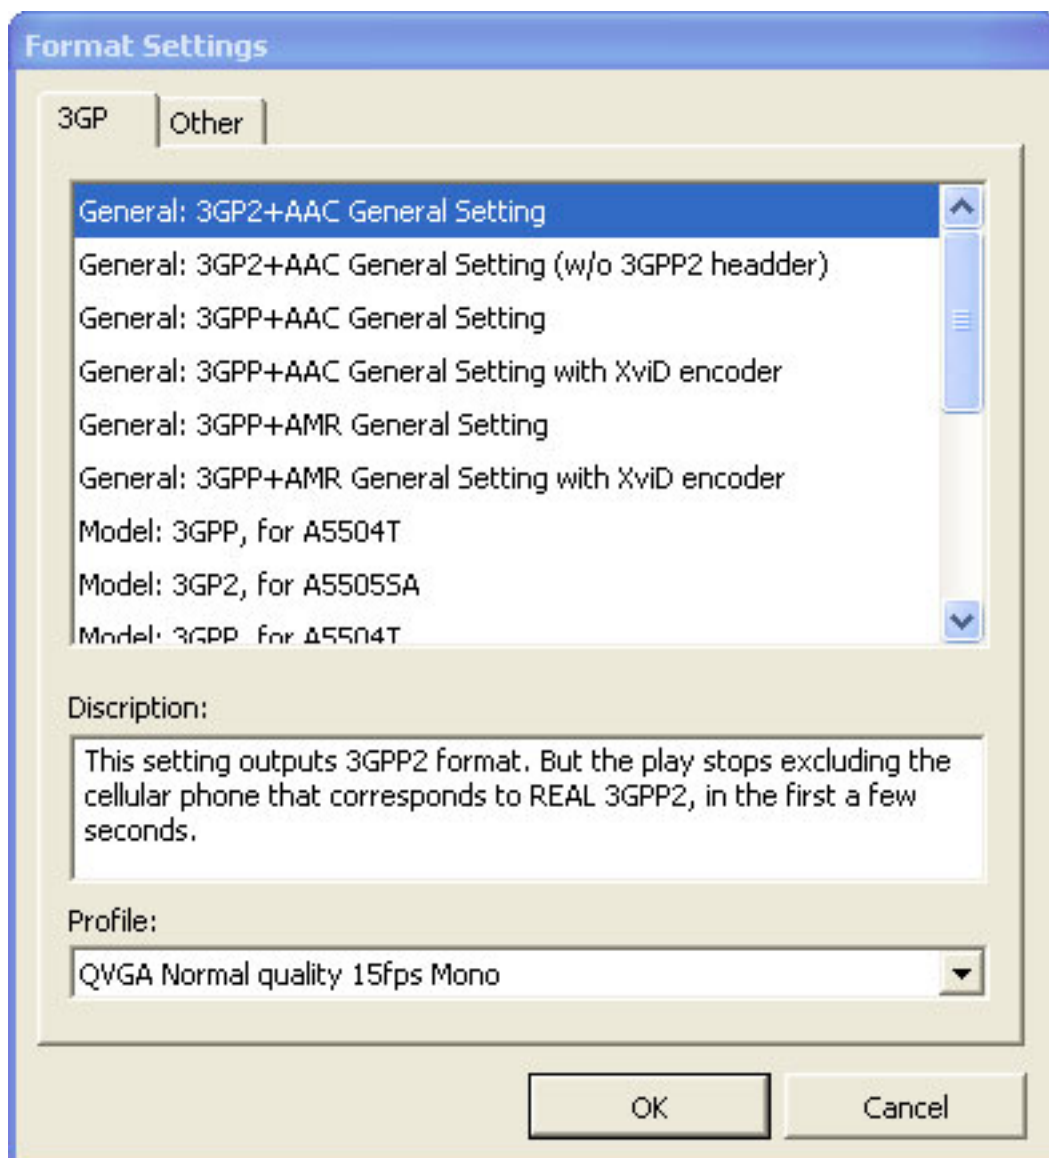 Format Settings
3GP
Other
General: 3GP2+AAC General Setting
General: 3GP2+AAC General Setting (w/o 3GPP2 headder)
General: 3GPP+AAC General Setting
General: 3GPP+AAC General Setting with XviD encoder
General: 3GPP+AMR General Setting
General: 3GPP+AMR General Setting with XviD encoder
Model: 3GPP, for A5504T
Model: 3GP2, for A5505SA
Model: 3GPP, for A5504T
Discription:
This setting outputs 3GPP2 format. But the play stops excluding the
cellular phone that corresponds to REAL 3GPP2, in the first a few
seconds.
Profile:
QVGA Normal quality 15fps Mono
OK
Cancel